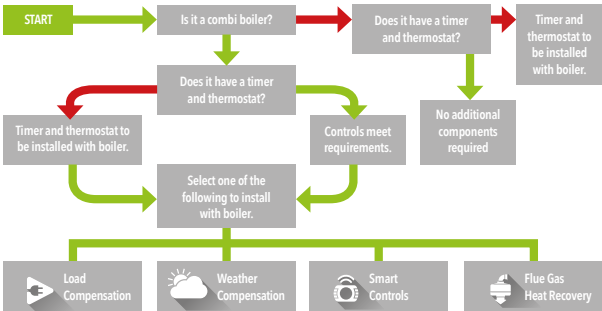 START
Is it a combi boiler?
Does it have a timer
and thermostat?
Timer and
thermostat to
be installed
with boiler.
Does it have a timer
and thermostat?
Timer and thermostat to
be installed with boiler.
Controls meet
requirements.
No additional
components
required
Select one of the
following to install
with boiler.
Load
Compensation
Weather
Compensation
Smart
Controls
Flue Gas
Heat Recovery